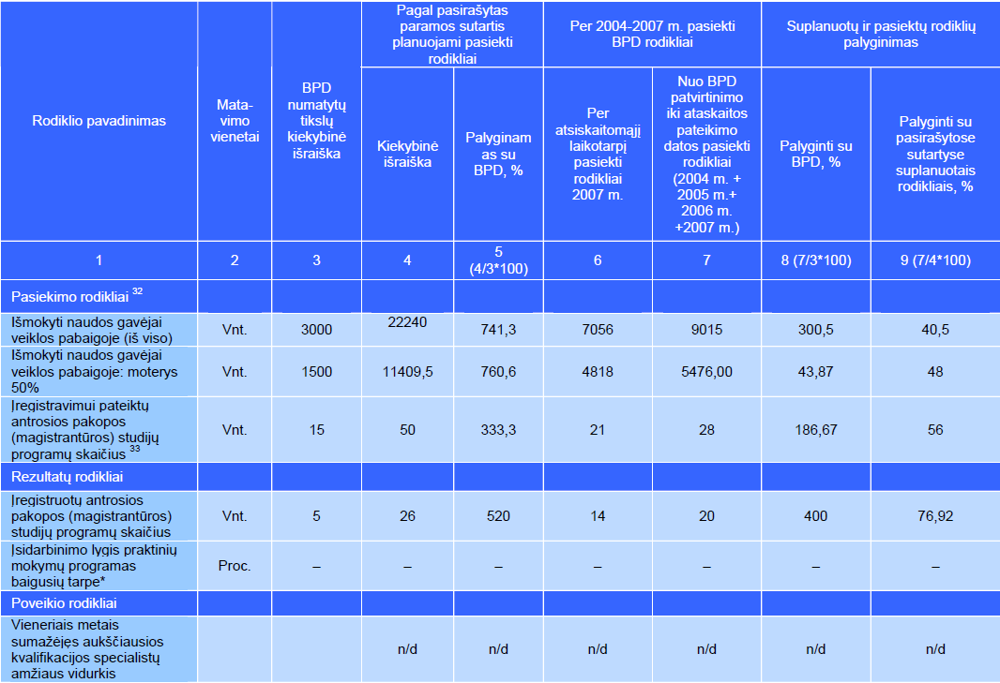 Rodiklio pavadinimas
Mata-
vimo
vienetai
BPD
numatytų
tikslų
kiekybinė
išraiška
Pagal pasirašytas
paramos sutartis
planuojami pasiekti
rodikliai
Per 2004-2007 m. pasiekti
BPD rodikliai
Suplanuotų ir pasiektų rodiklių
palyginimas
Kiekybinė
išraiška
Palyginam
as su
BPD, %
Per
atsiskaitomąjį
laikotarpį
pasiekti
rodikliai
2007 m.
Nuo BPD
patvirtinimo
iki ataskaitos
pateikimo
datos pasiekti
rodikliai
(2004 m. +
2005 m.+
2006 m.
+2007 m.)
Palyginti su
BPD, %
Palyginti su
pasirašytose
sutartyse
suplanuotais
rodikliais, %
1 2 3 4 5 6 7 8 (7/3*100) 9 (7/4*100)
(4/3*100)
Pasiekimo rodikliai 32
Išmokyti naudos gavėjai
veiklos pabaigoje (iš viso)
Vnt. 3000 22240 741,3 7056 9015 300,5 40,5
Išmokyti naudos gavėjai
veiklos pabaigoje: moterys
50%
Vnt. 1500 11409,5 760,6 4818 5476,00 43,87 48
Įregistravimui pateiktų
antrosios pakopos
(magistrantūros) studijų
programų skaičius 33
Vnt. 15 50 333,3 21 28 186,67 56
Rezultatų rodikliai
Įregistruotų antrosios
pakopos (magistrantūros)
studijų programų skaičius
Vnt. 5 26 520 14 20 400 76,92
Įsidarbinimo lygis praktinių
mokymų programas
baigusių tarpe*
Proc. – – – – – – –
Poveikio rodikliai
Vieneriais metais
sumažėjęs aukščiausios
kvalifikacijos specialistų
amžiaus vidurkis
n/d n/d n/d n/d n/d n/d